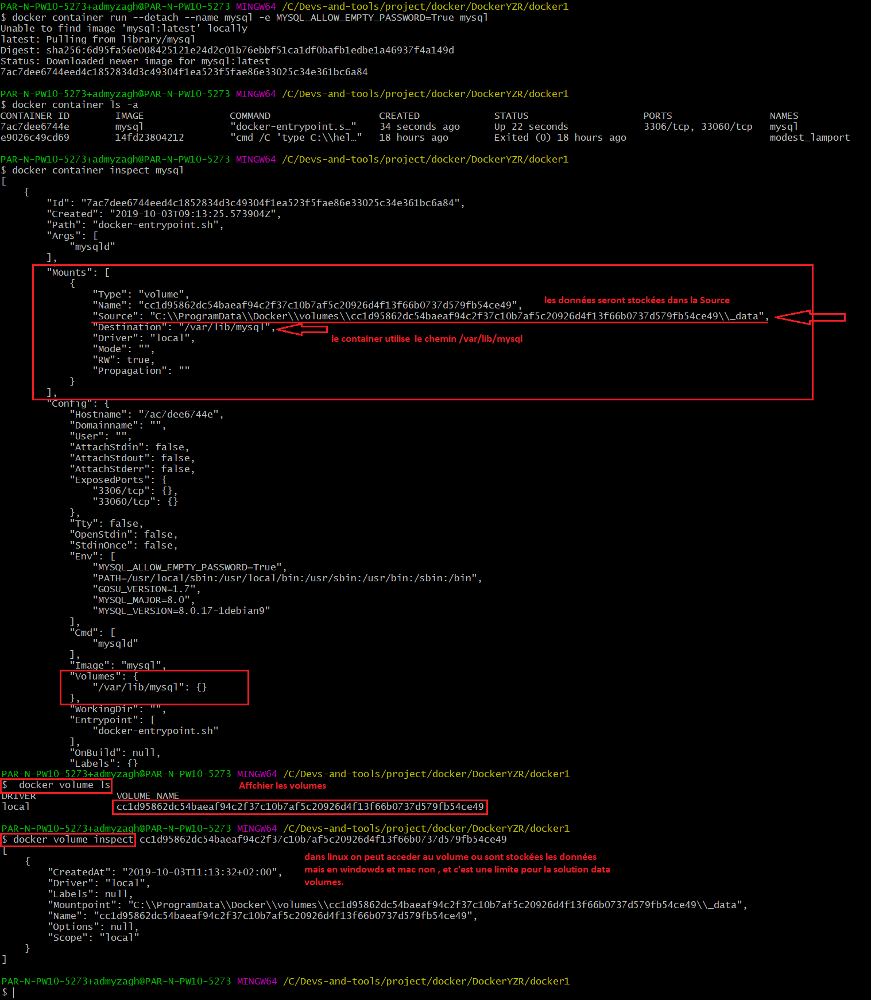 PAR-N-PW10-5273+admyzagh@PAR-N-PW10-5273 MINGW64 /C/Devs-and-tools/project/docker/DockerYZR/docker1
$ docker container run --detach --name mysql -e MYSQL_ALLOW_EMPTY_PASSWORD=True mysql
Unable to find image 'mysql:latest' locally
latest: Pulling from library/mysql
Digest: sha256:6d95fa56e008425121e24d2c01b76ebbf51ca1df0bafb1edbe1a46937f4a149d
Status: Downloaded newer image for mysql:latest
7ac7dee6744eed4c1852834d3c49304f1ea523f5fae86e33025c34e361bc6a84
PAR-N-PW10-5273+admyzagh@PAR-N-PW10-5273 MINGW64 /C/Devs-and-tools/project/docker/DockerYZR/docker1
$ docker container ls -a
CONTAINER ID        IMAGE               COMMAND                   CREATED             STATUS                    PORTS                 NAMES
7ac7dee6744e        mysql               "docker-entrypoint.s…"    34 seconds ago      Up 22 seconds             3306/tcp, 33060/tcp   mysql
e9026c49cd69        14fd23804212        "cmd /C 'type C:\\hel…"   18 hours ago        Exited (0) 18 hours ago                         modest_lamport
PAR-N-PW10-5273+admyzagh@PAR-N-PW10-5273 MINGW64 /C/Devs-and-tools/project/docker/DockerYZR/docker1
$ docker container inspect mysql
[
    {
        "Id": "7ac7dee6744eed4c1852834d3c49304f1ea523f5fae86e33025c34e361bc6a84",
        "Created": "2019-10-03T09:13:25.573904Z",
        "Path": "docker-entrypoint.sh",
        "Args": [
            "mysqld"
        ],
        "Mounts": [
            {
                "Type": "volume",
                "Name": "cc1d95862dc54baeaf94c2f37c10b7af5c20926d4f13f66b0737d579fb54ce49", les données seront stockées dans la Source
                "Source": "C:\\ProgramData\\Docker\\volumes\\cc1d95862dc54baeaf94c2f37c10b7af5c20926d4f13f66b0737d579fb54ce49\\_data",
                "Destination": "/var/lib/mysql",
                "Driver": "local", le container utilise  le chemin /var/lib/mysql
                "Mode": "",
                "RW": true,
                "Propagation": ""
            }
        ],
        "Config": {
            "Hostname": "7ac7dee6744e",
            "Domainname": "",
            "User": "",
            "AttachStdin": false,
            "AttachStdout": false,
            "AttachStderr": false,
            "ExposedPorts": {
                "3306/tcp": {},
                "33060/tcp": {}
            },
            "Tty": false,
            "OpenStdin": false,
            "StdinOnce": false,
            "Env": [
                "MYSQL_ALLOW_EMPTY_PASSWORD=True",
                "PATH=/usr/local/sbin:/usr/local/bin:/usr/sbin:/usr/bin:/sbin:/bin",
                "GOSU_VERSION=1.7",
                "MYSQL_MAJOR=8.0",
                "MYSQL_VERSION=8.0.17-1debian9"
            ],
            "Cmd": [
                "mysqld"
            ],
            "Image": "mysql",
            "Volumes": {
                "/var/lib/mysql": {}
            },
            "WorkingDir": "",
            "Entrypoint": [
                "docker-entrypoint.sh"
            ],
            "OnBuild": null,
            "Labels": {}
PAR-N-PW10-5273+admyzagh@PAR-N-PW10-5273 MINGW64 /C/Devs-and-tools/project/docker/DockerYZR/docker1
$  docker volume ls
Affchier les volumes
DRIVER              VOLUME NAME
local               cc1d95862dc54baeaf94c2f37c10b7af5c20926d4f13f66b0737d579fb54ce49
PAR-N-PW10-5273+admyzagh@PAR-N-PW10-5273 MINGW64 /C/Devs-and-tools/project/docker/DockerYZR/docker1
$ docker volume inspect cc1d95862dc54baeaf94c2f37c10b7af5c20926d4f13f66b0737d579fb54ce49
[
    {
dans linux on peut acceder au volume ou sont stockées les données
mais en windowds et mac non , et c'est une limite pour la solution data
volumes.
        "CreatedAt": "2019-10-03T11:13:32+02:00",
        "Driver": "local",
        "Labels": null,
        "Mountpoint": "C:\\ProgramData\\Docker\\volumes\\cc1d95862dc54baeaf94c2f37c10b7af5c20926d4f13f66b0737d579fb54ce49\\_data",
        "Name": "cc1d95862dc54baeaf94c2f37c10b7af5c20926d4f13f66b0737d579fb54ce49",
        "Options": null,
        "Scope": "local"
    }
]
PAR-N-PW10-5273+admyzagh@PAR-N-PW10-5273 MINGW64 /C/Devs-and-tools/project/docker/DockerYZR/docker1
$